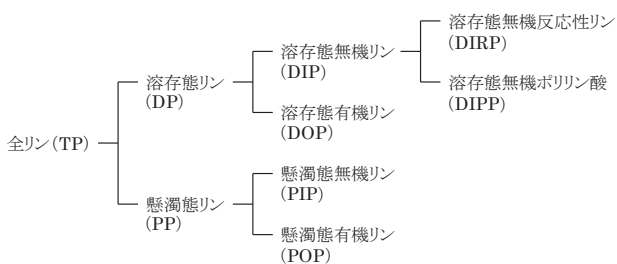 溶存態無機反応性リン
(DIRP)
溶存態無機リン
(DIP)
溶存態リン
(DP)
溶存態無機ポリリン酸
(DIPP)
溶存態有機リン
(DOP)
全リン(TP)
懸濁態無機リン
(PIP)
懸濁態リン
(PP)
懸濁態有機リン
(POP)